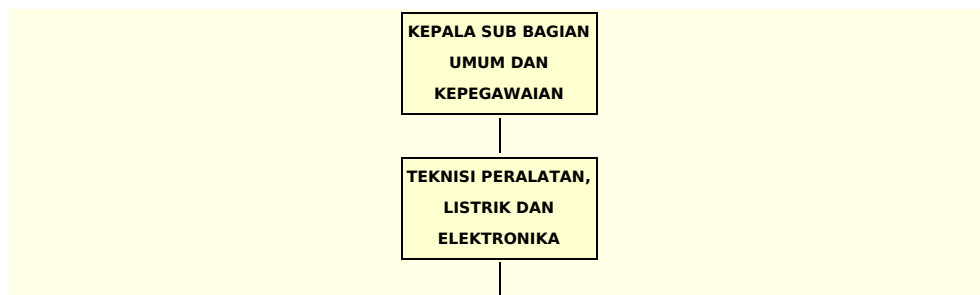 KEPALA SUB BAGIAN
UMUM DAN
KEPEGAWAIAN
TEKNISI PERALATAN,
LISTRIK DAN
ELEKTRONIKA